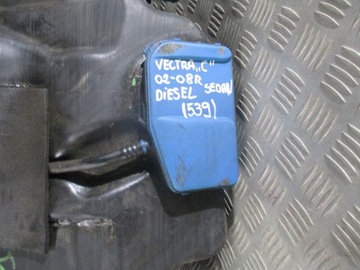 VECTRA„C"
02-08R
DIESEL SEDAN
(539)